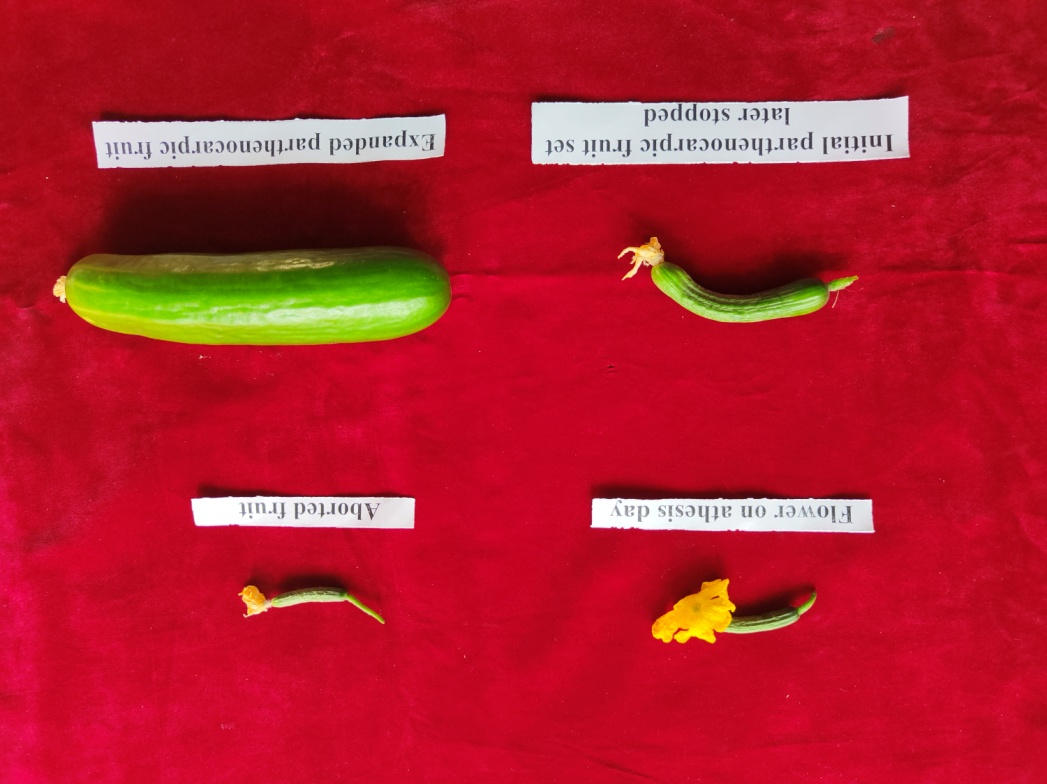 Expanded parthenocarpic fruit
Initial parthenocarpic fruit set
later stopped
Aborted fruit
Flower on athesis day